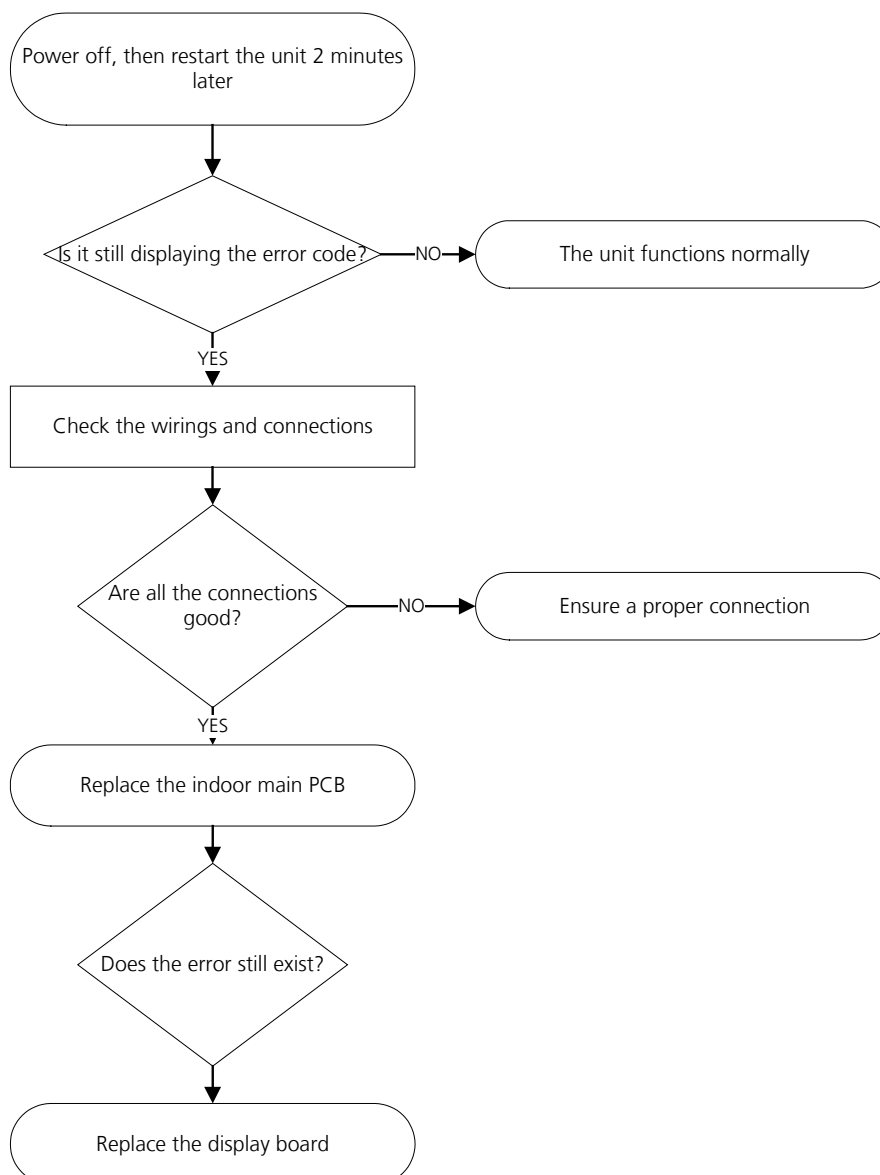 Power off, then restart the unit 2 minutes
later
Is it still displaying the error code?
NO
The unit functions normally
YES
Check the wirings and connections
Are all the connections
good?
NO
Ensure a proper connection
YES
Replace the indoor main PCB
Does the error still exist?
Replace the display board